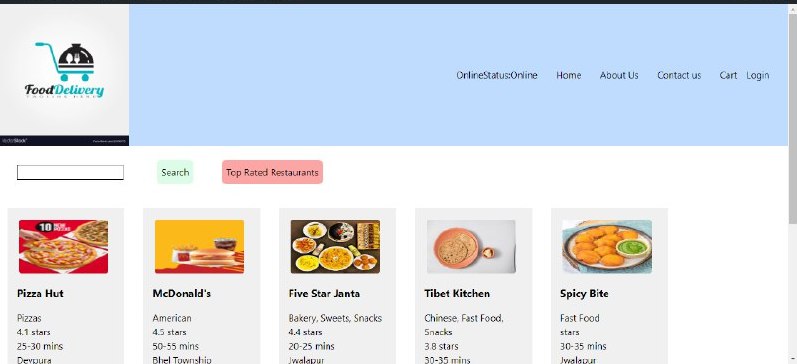 FoodDelivery
OnlineStatus:Online Home About Us Contact us Cart Login
VectorStock®
Search Top Rated Restaurants
10
Pizza Hut McDonald's Five Star Janta Tibet Kitchen Spicy Bite
Pizzas American Bakery, Sweets, Snacks Chinese, Fast Food, Fast Food
4.1 stars 4.5 stars 4.4 stars Snacks stars
25-30 mins 50-55 mins 20-25 mins 3.8 stars 30-35 mins
Devpura Bhel Township Jwalapur 30-35 mins Jwalapur